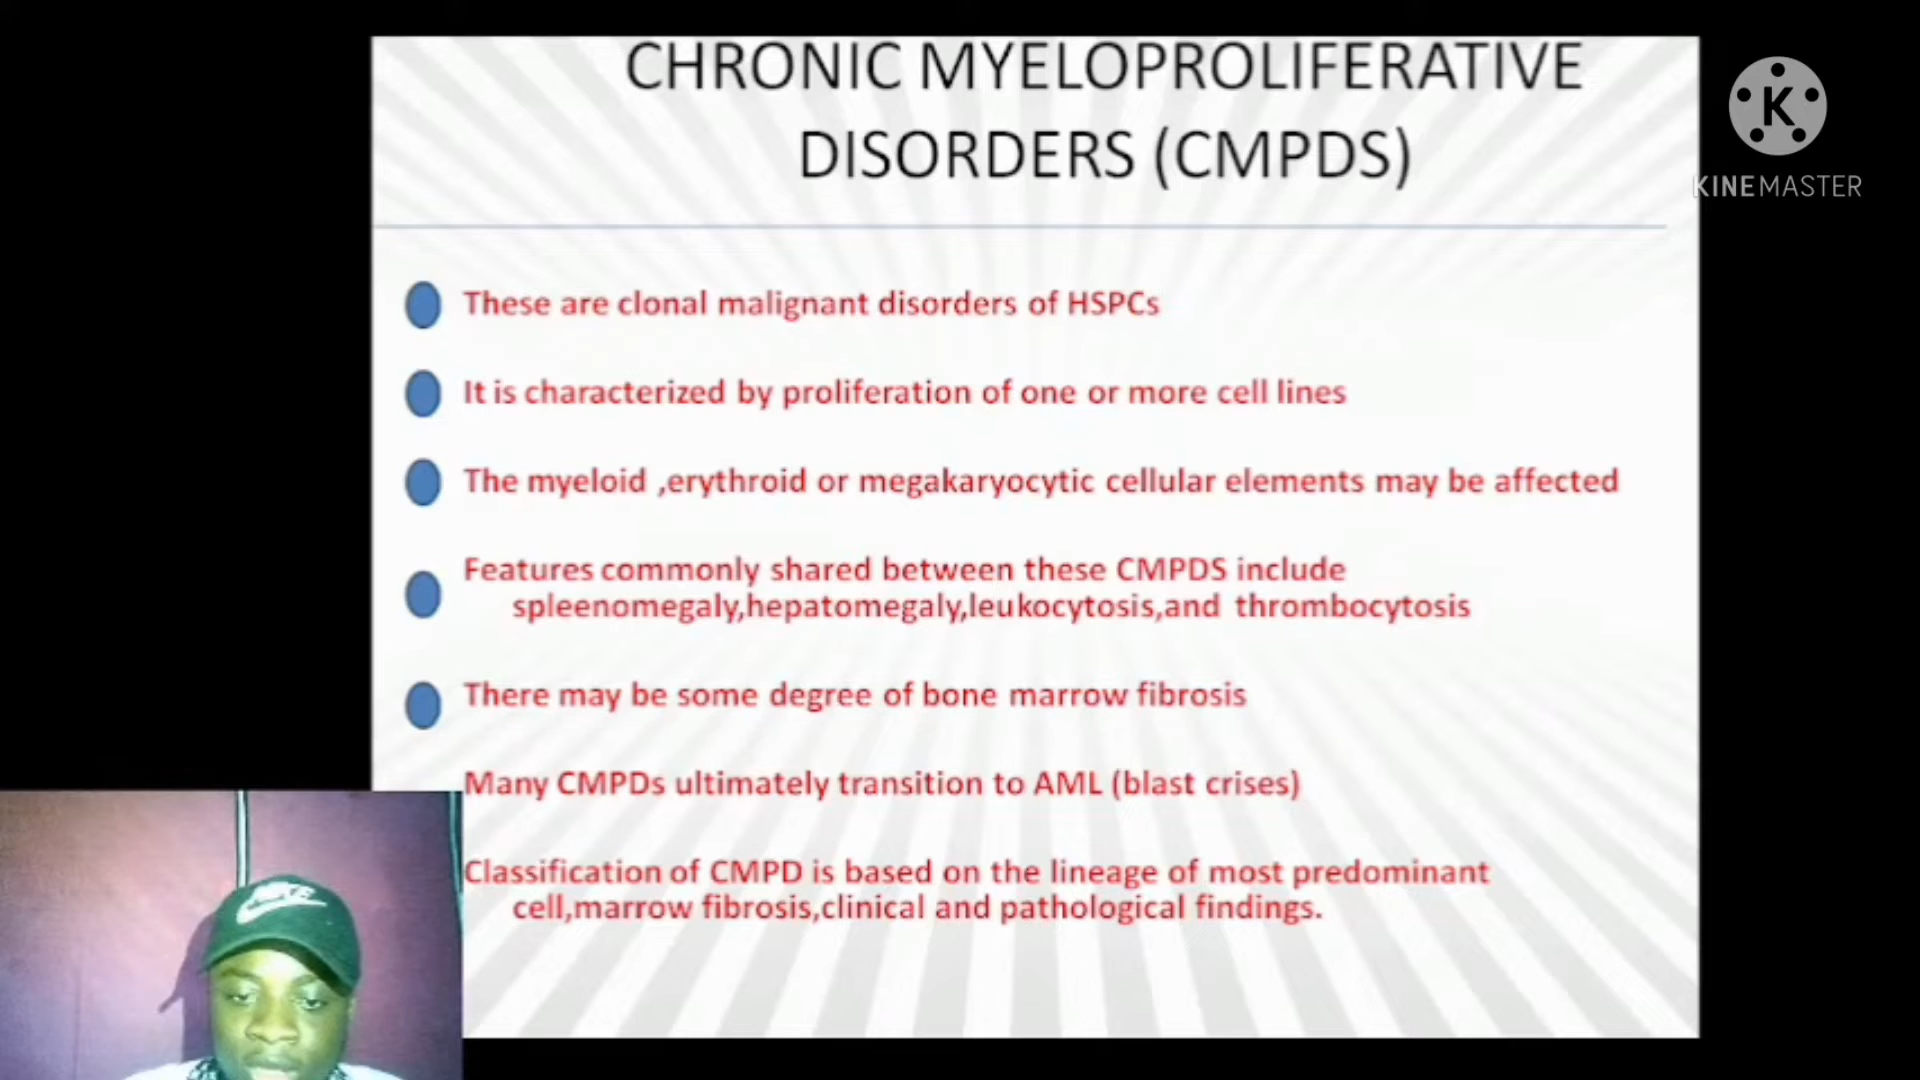 CHRONIC MYELOPROLIFERATIVE
DISORDERS (CMPDS)
K
KINEMASTER
These are clonal malignant disorders of HSPCs
It is characterized by proliferation of one or more cell lines
The myeloid ,erythroid or megakaryocytic cellular elements may be affected
Features commonly shared between these CMPDS include
spleenomegaly,hepatomegaly,leukocytosis,and thrombocytosis
There may be some degree of bone marrow fibrosis
Many CMPDs ultimately transition to AML (blast crises)
Classification of CMPD is based on the lineage of most predominant
cell,marrow fibrosis,clinical and pathological findings.
NIKE